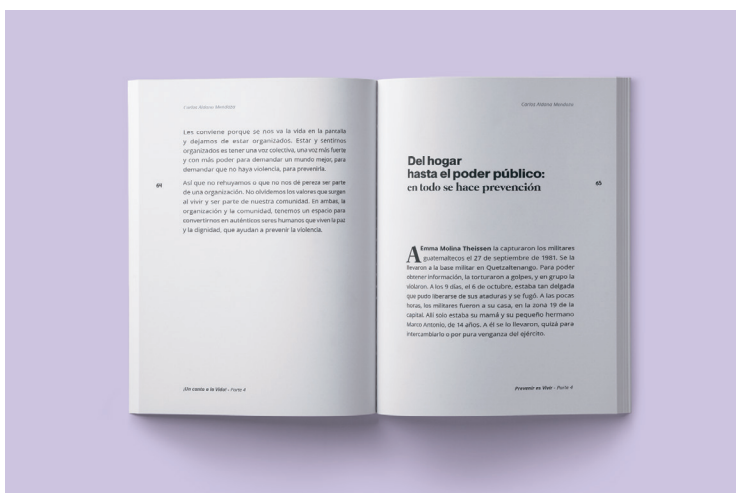 Carlos Aldana Mendoza
Les conviene porque se nos va la vida en la pantalla
y dejamos de estar organizados. Estar y sentirnos
organizados es tener una voz colectiva, una voz más fuerte
y con más poder para demandar un mundo mejor, para
demandar que no haya violencia, para prevenirla.
64
Así que no rehuyamos o que no nos dé pereza ser parte
de una organización. No olvidemos los valores que surgen
al vivir y ser parte de nuestra comunidad. En ambas, la
organización y la comunidad, tenemos un espacio para
convertirnos en auténticos seres humanos que viven la paz
y la dignidad, que ayudan a prevenir la violencia.
¡Un canto a la Vida! - Parte 4
Carlos Aldana Mendoza
Del hogar
hasta el poder público:
en todo se hace prevención
65
A Emma Molina Theissen la capturaron los militares
guatemaltecos el 27 de septiembre de 1981. Se la
llevaron a la base militar en Quetzaltenango. Para poder
obtener información, la torturaron a golpes, y en grupo la
violaron. A los 9 días, el 6 de octubre, estaba tan delgada
que pudo liberarse de sus ataduras y se fugó. A las pocas
horas, los militares fueron a su casa, en la zona 19 de la
capital. Allí solo estaba su mamá y su pequeño hermano
Marco Antonio, de 14 años. A él se lo llevaron, quizá para
intercambiarlo o por pura venganza del ejército.
Prevenir es Vivir - Parte 4